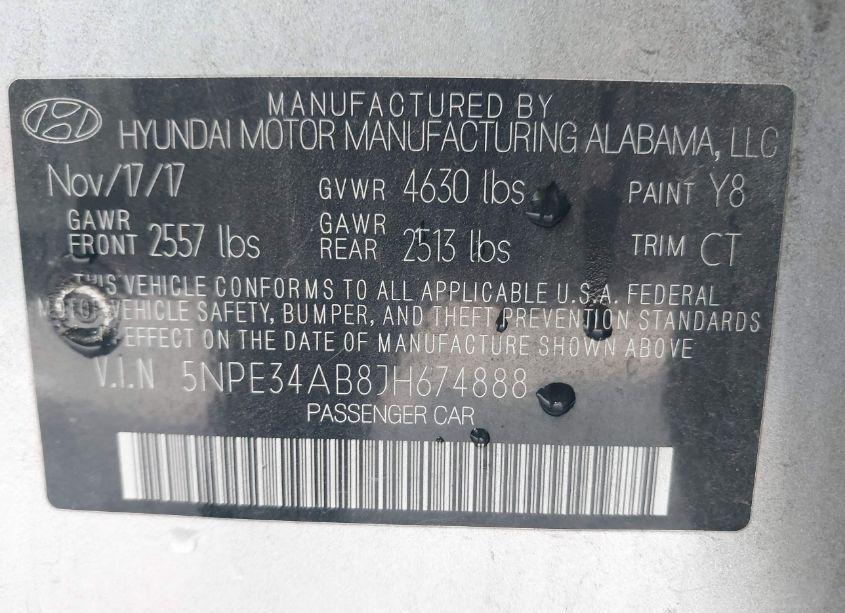 MANUFACTURED BY
HYUNDAI MOTOR MANUFACTURING ALABAMA, LLC
Nov/17/17 GVWR 4630 lbs PAINT Y8
GAWR FRONT 2557 lbs GAWR REAR 2513 lbs TRIM CT
THIS VEHICLE CONFORMS TO ALL APPLICABLE U.S.A. FEDERAL
MOTOR VEHICLE SAFETY, BUMPER, AND THEFT PREVENTION STANDARDS
EFFECT ON THE DATE OF MANUFACTURE SHOWN ABOVE
V.I.N 5NPE34AB8JH674888
PASSENGER CAR